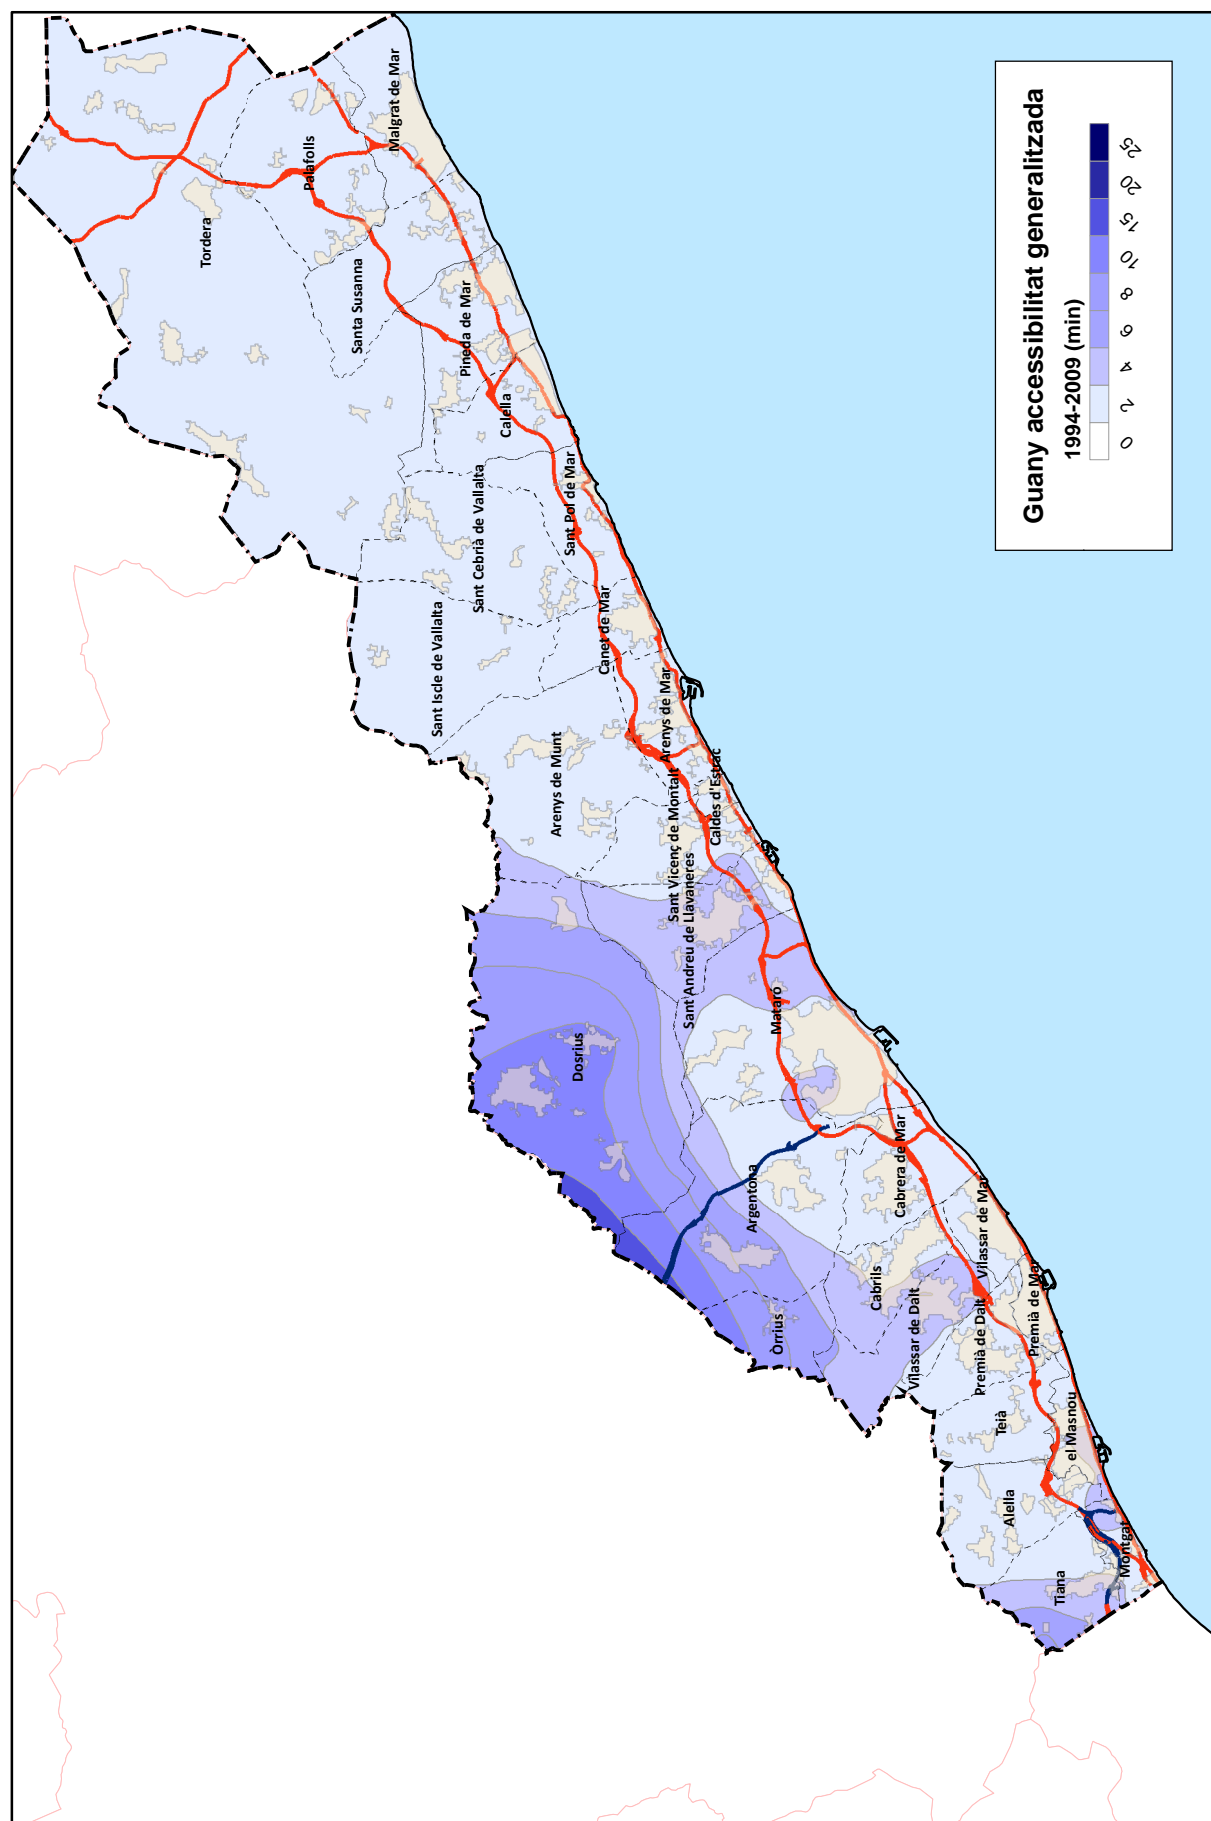 Malgrat de Mar
Palafolls
Tordera
Santa Susanna
Pineda de Mar
Calella
Sant Cebrià de Vallalta
Sant Pol de Mar
Sant Iscle de Vallalta
Canet de Mar
Arenys de Munt
Arenys de Mar
Sant Vicenç de Montalt
Caldes d'Estrac
Sant Andreu de Llavaneres
Mataró
Dosrius
Argentona
Cabrera de Mar
Òrrius
Cabrils
Vilassar de Dalt
Vilassar de Mar
Premià de Dalt
Premià de Mar
Teià
el Masnou
Alella
Tiana
Montgat
Guany accessibilitat generalitzada
1994-2009 (min)
0 2 4 6 8 10 15 20 25